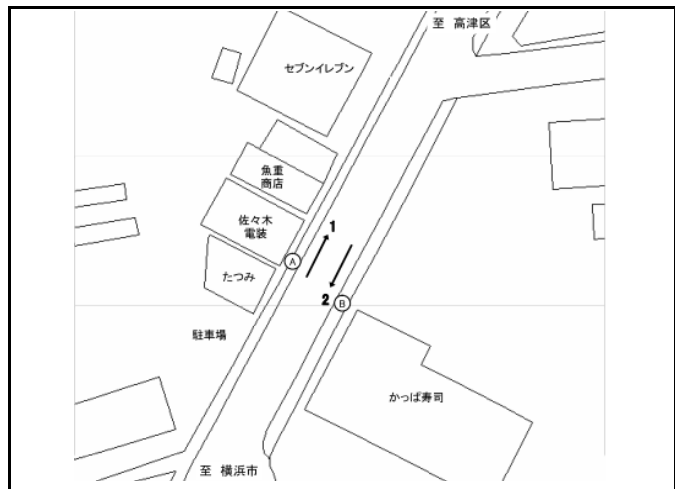 至 高津区
セブンイレブン
魚重
商店
佐々木
電装
1
A
たつみ
2
B
駐車場
かっぱ寿司
至 横浜市